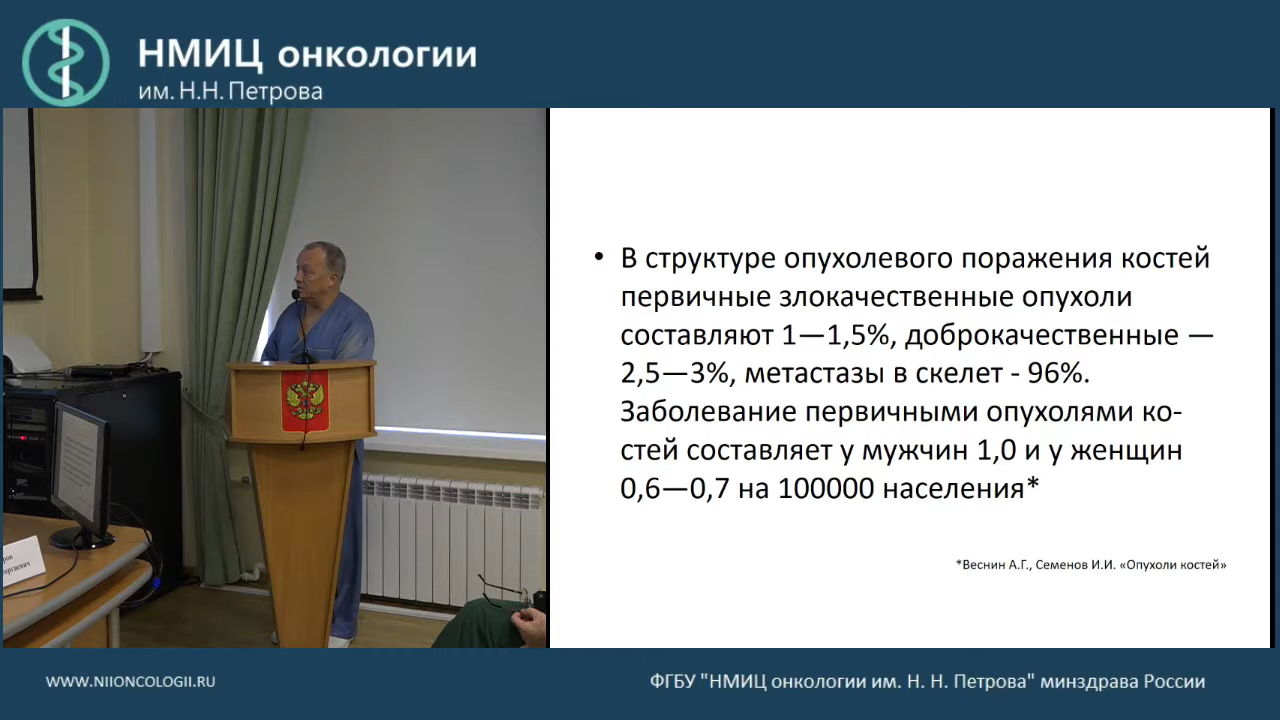 НМИЦ онкологии
им. Н.Н. Петрова
• В структуре опухолевого поражения костей
первичные злокачественные опухоли
составляют 1—1,5%, доброкачественные —
2,5—3%, метастазы в скелет - 96%.
Заболевание первичными опухолями ко-
стей составляет у мужчин 1,0 и у женщин
0,6—0,7 на 100000 населения*
*Веснин А.Г., Семенов И.И. «Опухоли костей»
WWW.NIIONCOLOGII.RU
ФГБУ "НМИЦ онкологии им. Н. Н. Петрова" минздрава России